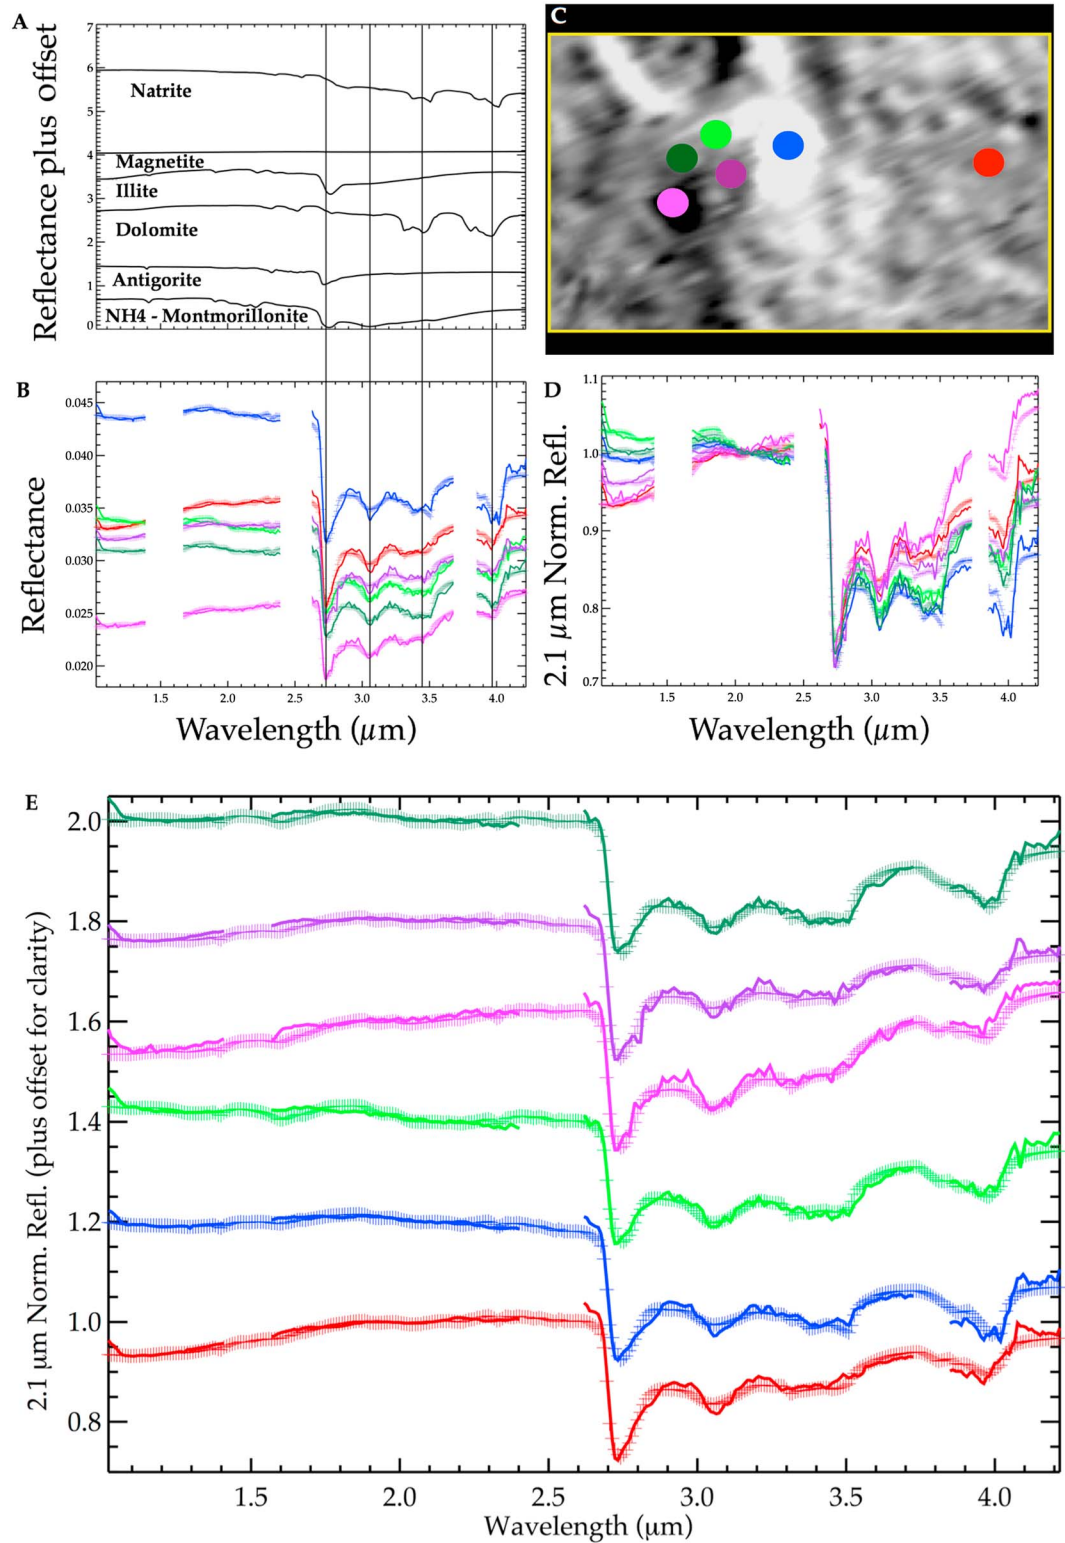 A
Reflectance plus offset
7
6
5
4
3
2
1
0
Natrite
Magnetite
Illite
Dolomite
Antigorite
NH4 - Montmorillonite
C
B
Reflectance
0.045
0.040
0.035
0.030
0.025
0.020
1.5
2.0
2.5
3.0
3.5
4.0
Wavelength (µm)
D
2.1 µm Norm. Refl.
1.1
1.0
0.9
0.8
0.7
1.5
2.0
2.5
3.0
3.5
4.0
Wavelength (µm)
E
2.1 µm Norm. Refl. (plus offset for clarity)
2.0
1.8
1.6
1.4
1.2
1.0
0.8
1.5
2.0
2.5
3.0
3.5
4.0
Wavelength (µm)